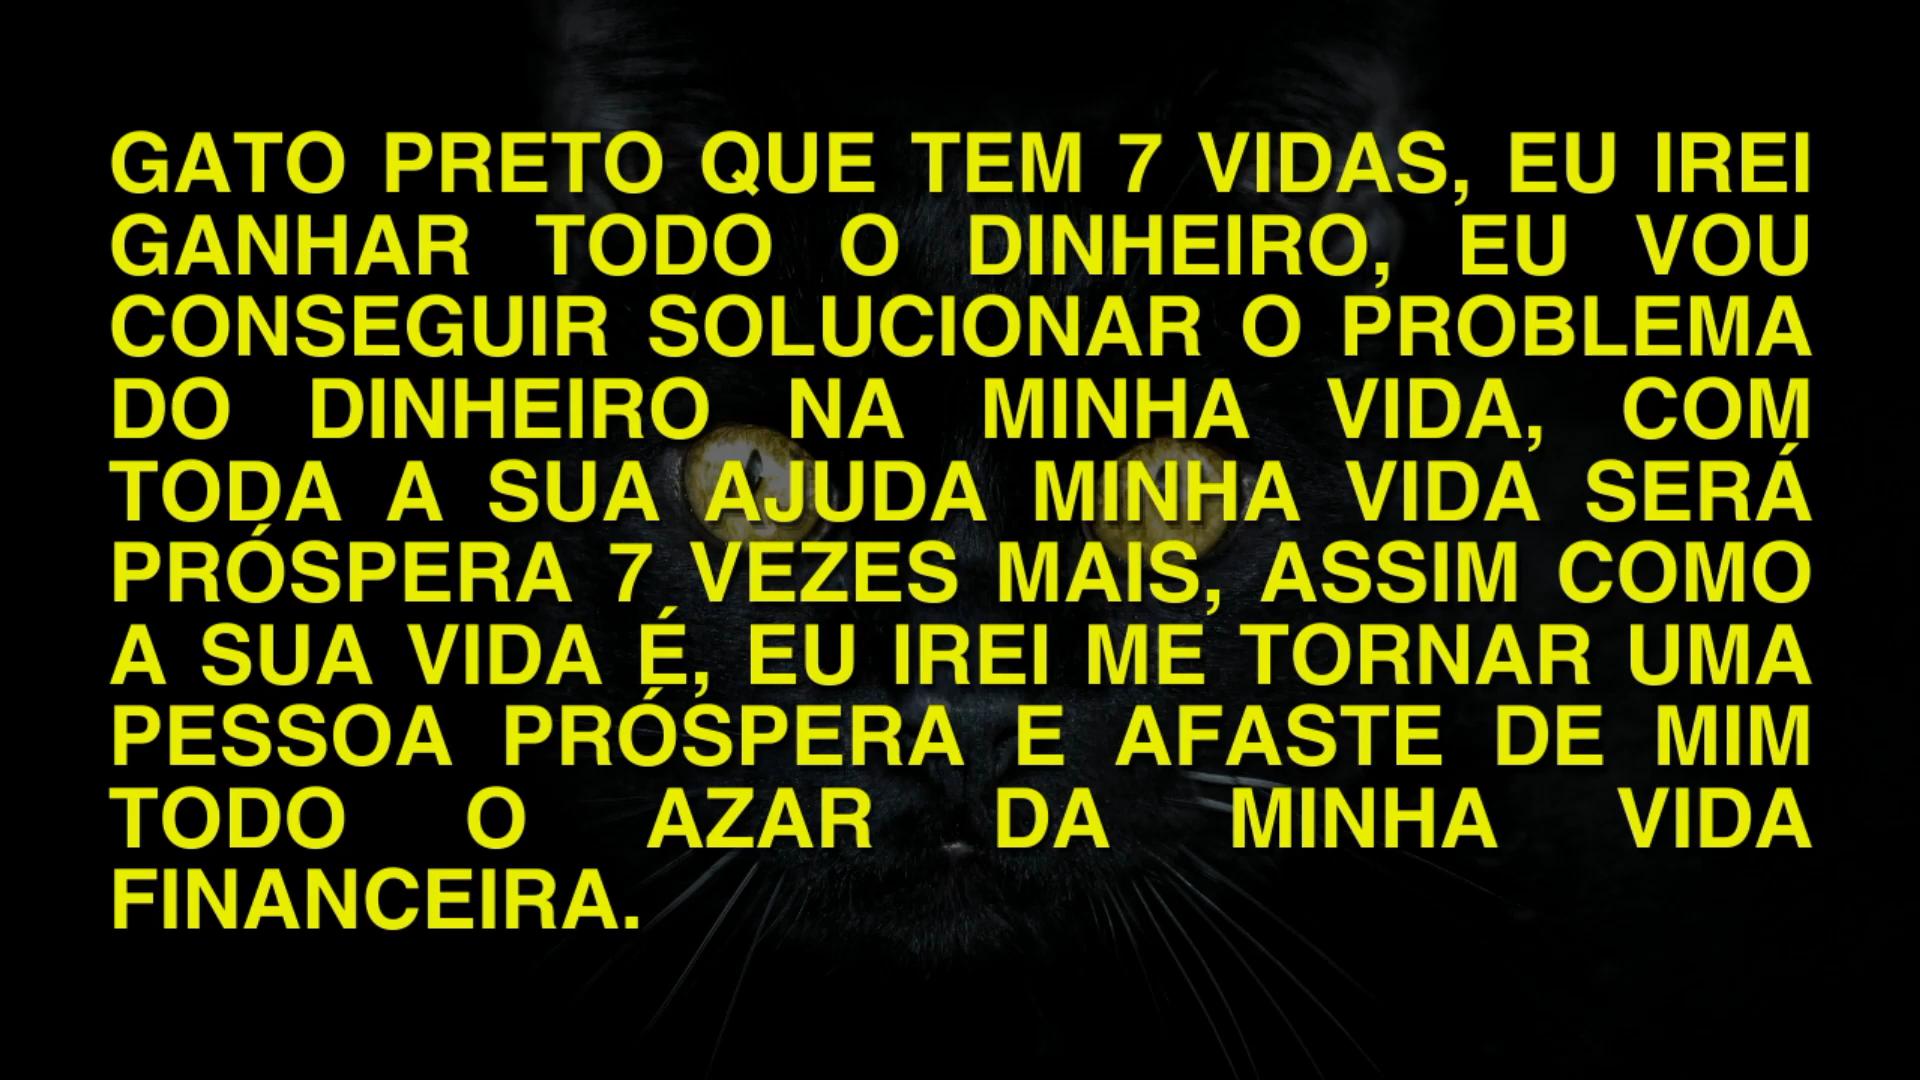 GATO PRETO QUE TEM 7 VIDAS, EU IREI
GANHAR TODO O DINHEIRO, EU VOU
CONSEGUIR SOLUCIONAR O PROBLEMA
DO DINHEIRO NA MINHA VIDA, COM
TODA A SUA AJUDA MINHA VIDA SERÁ
PRÓSPERA 7 VEZES MAIS, ASSIM COMO
A SUA VIDA É, EU IREI ME TORNAR UMA
PESSOA PRÓSPERA E AFASTE DE MIM
TODO O AZAR DA MINHA VIDA
FINANCEIRA.